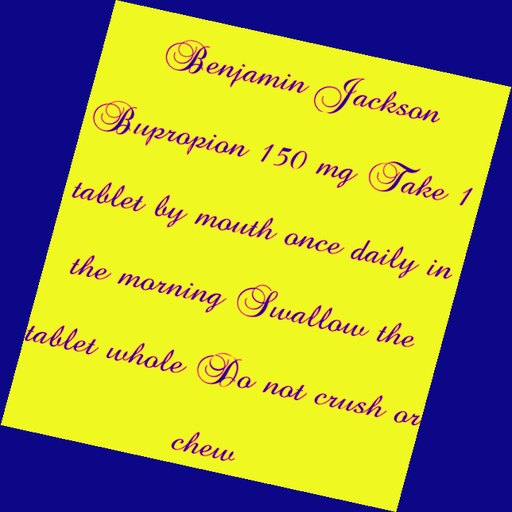 Benjamin Jackson
Bupropion 150 mg Take 1
tablet by mouth once daily in
the morning Swallow the
tablet whole Do not crush or
chew